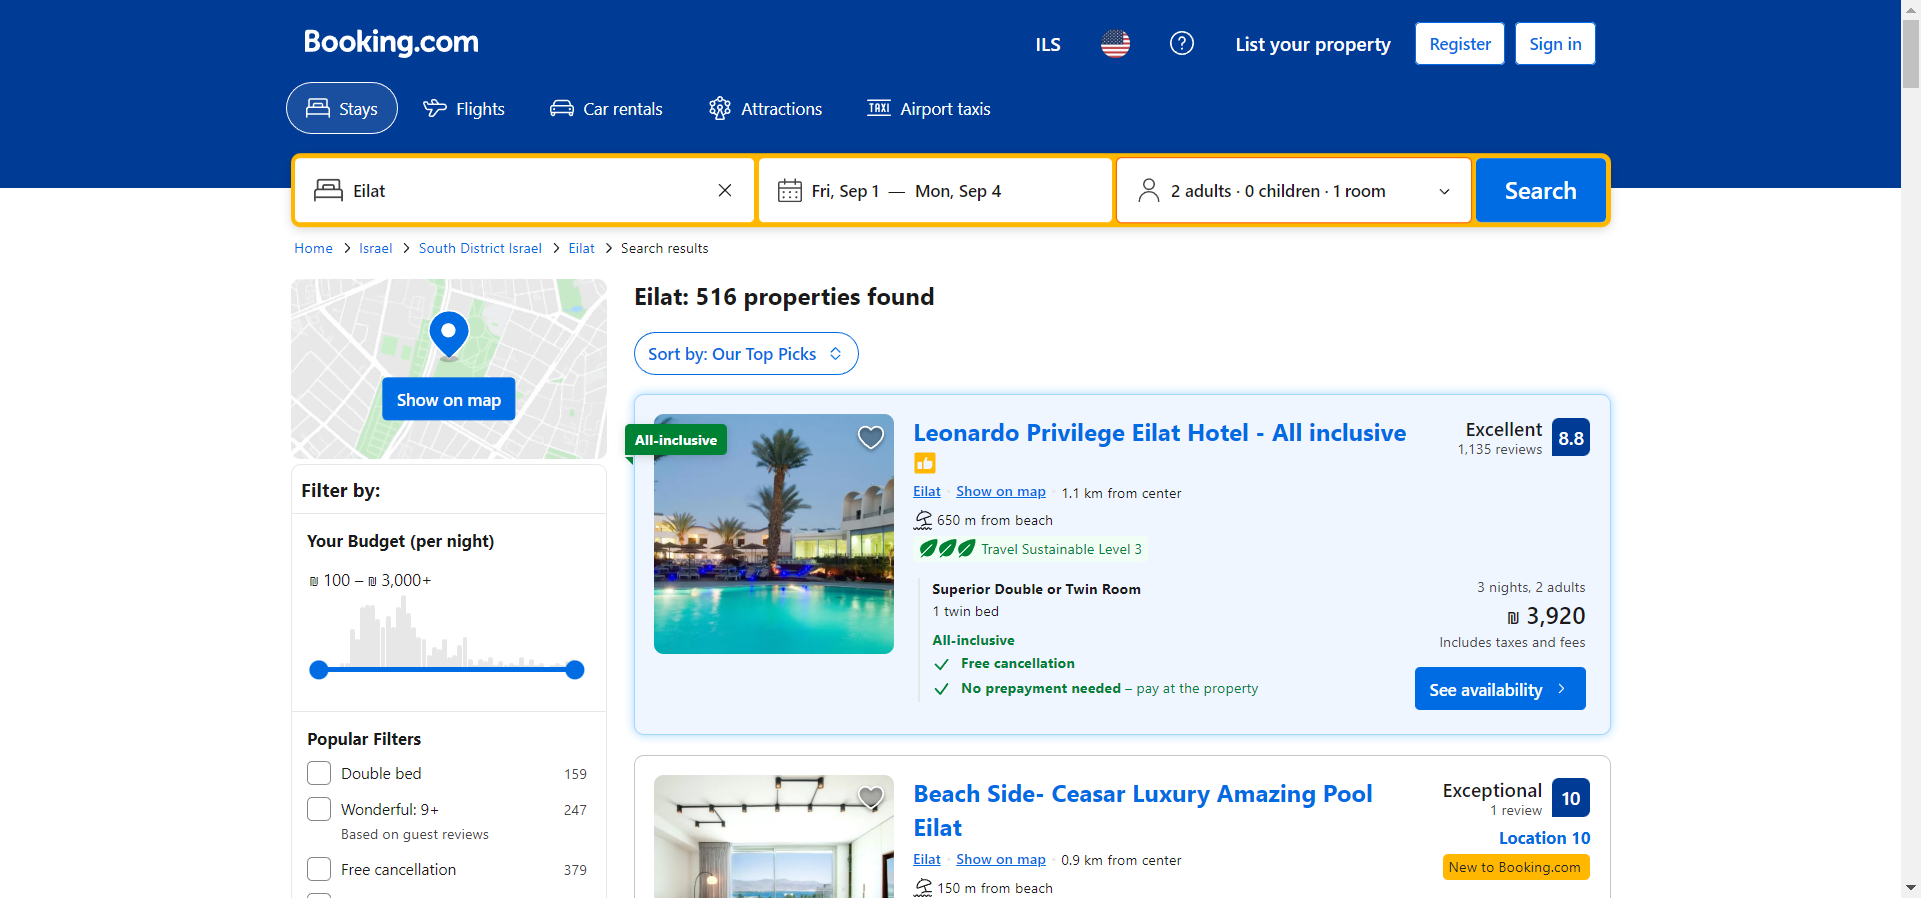 Booking.com
ILS
List your property
Register
Sign in
Stays
Flights
Car rentals
Attractions
TAXI
Airport taxis
Eilat
Fri, Sep 1 — Mon, Sep 4
2 adults · 0 children · 1 room
Search
Home > Israel > South District Israel > Eilat > Search results
Show on map
Filter by:
Your Budget (per night)
₪ 100 – ₪ 3,000+
Popular Filters
Double bed 159
Wonderful: 9+ 247
Based on guest reviews
Free cancellation 379
Eilat: 516 properties found
Sort by: Our Top Picks
All-inclusive
Leonardo Privilege Eilat Hotel - All inclusive
Excellent 8.8
1,135 reviews
Eilat · Show on map · 1.1 km from center
650 m from beach
Travel Sustainable Level 3
Superior Double or Twin Room
1 twin bed
All-inclusive
Free cancellation
No prepayment needed – pay at the property
3 nights, 2 adults
₪ 3,920
Includes taxes and fees
See availability
Beach Side- Ceasar Luxury Amazing Pool
Eilat
Exceptional 10
1 review
Location 10
New to Booking.com
Eilat · Show on map · 0.9 km from center
150 m from beach